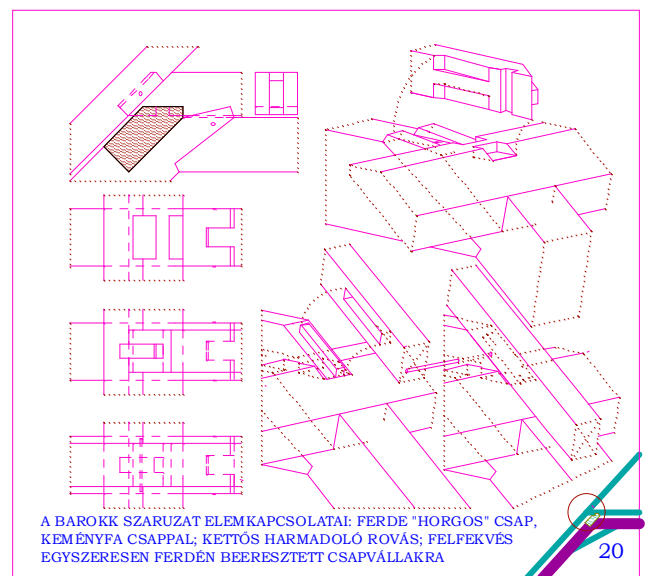 A BAROKK SZARUZAT ELEMKAPCSOLATAI: FERDE "HORGOS" CSAP,
KEMÉNYFA CSAPPAL; KETTŐS HARMADOLÓ ROVÁS; FELFEKVÉS
EGYSZERESEN FERDÉN BEERESZTETT CSAPVÁLLAKRA
20